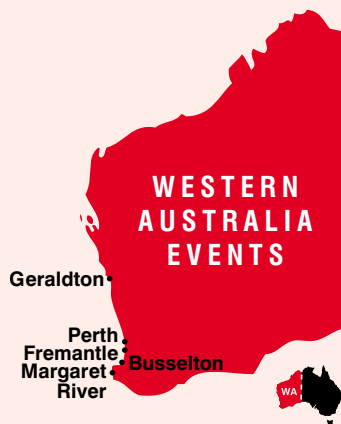 WESTERN
AUSTRALIA
EVENTS
Geraldton
Perth
Fremantle
Busselton
Margaret
River
WA